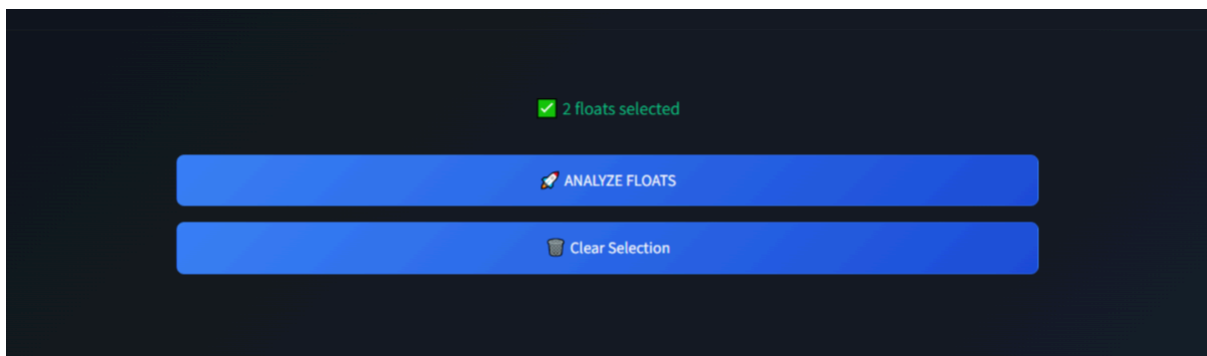 ✅ 2 floats selected
🚀 ANALYZE FLOATS
🗑️ Clear Selection